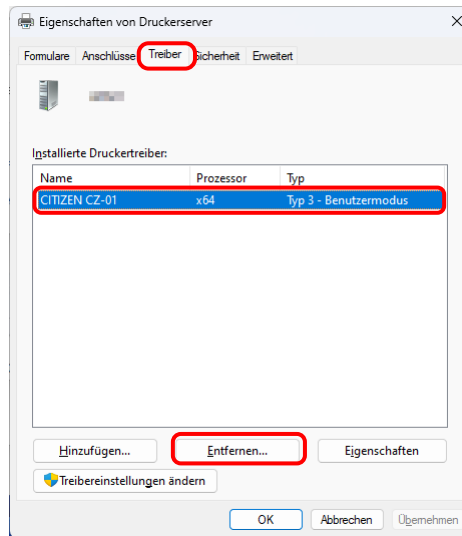 Eigenschaften von Druckerserver
Formulare Anschlüsse Treiber Sicherheit Erweitert
Installierte Druckertreiber:
Name Prozessor Typ
CITIZEN CZ-01 x64 Typ 3 - Benutzermodus
Hinzufügen... Entfernen... Eigenschaften
Treibereinstellungen ändern
OK Abbrechen Übernehmen